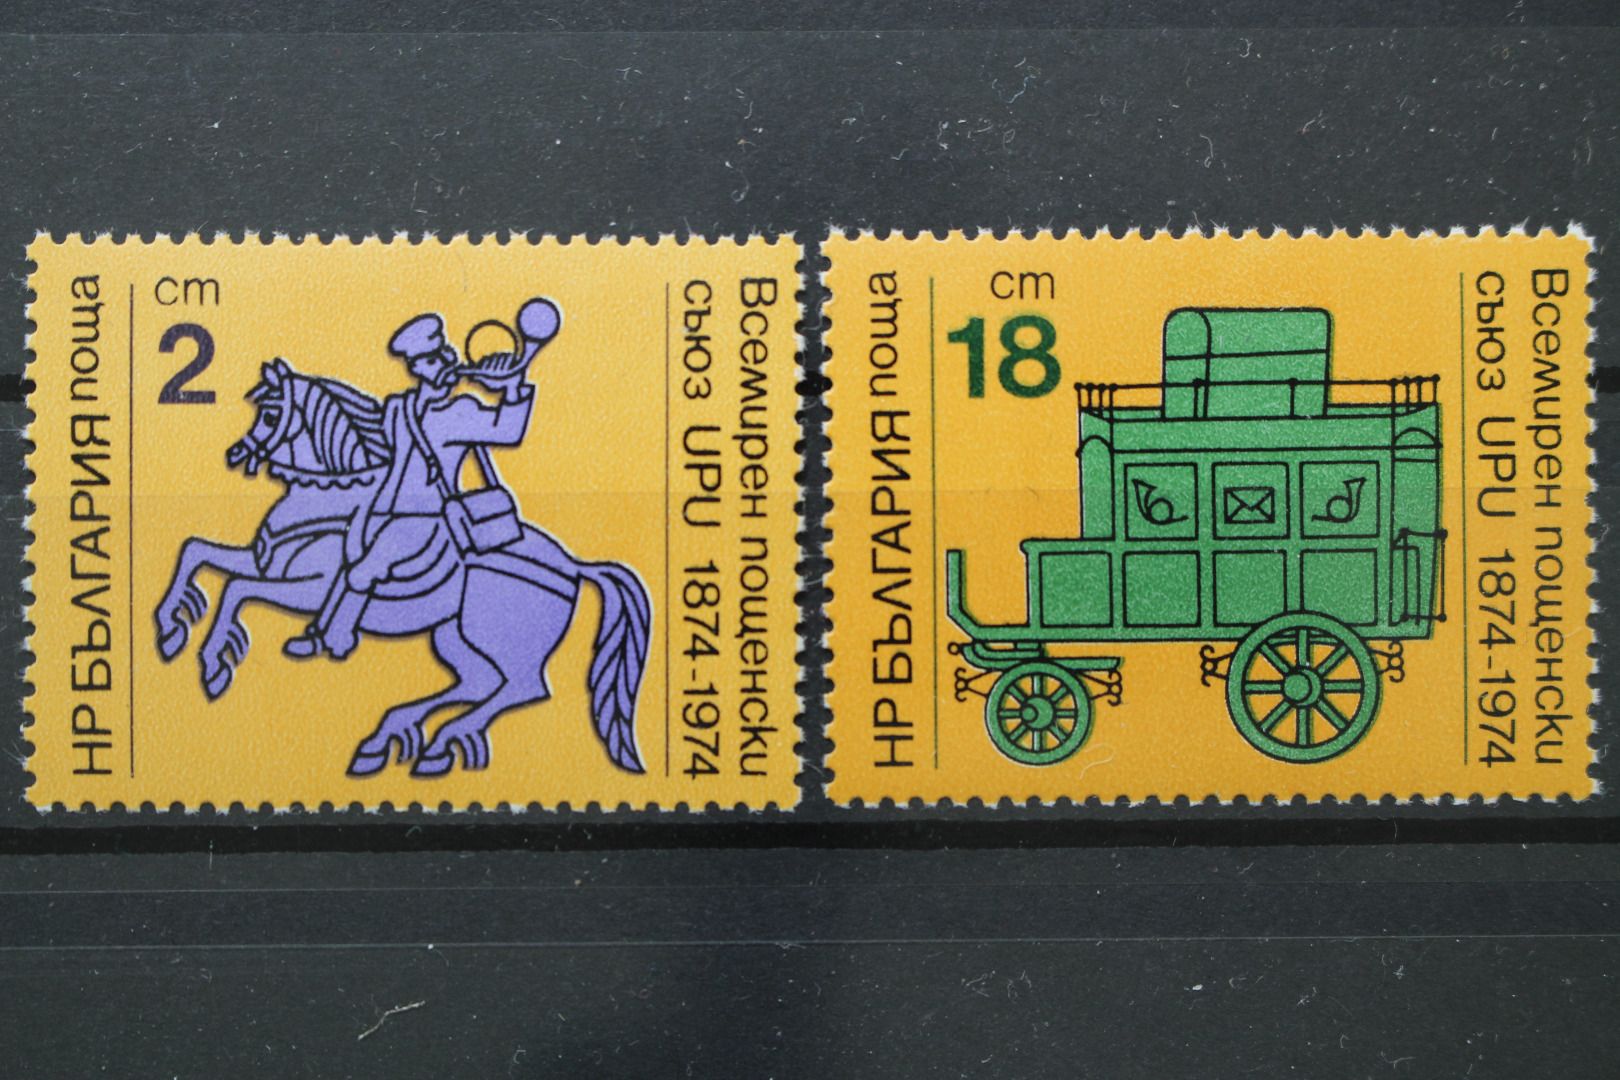 НР БЪЛГАРИЯ поща
ст
2
Всемирен пощенски
съюз UPU 1874-1974
НР БЪЛГАРИЯ поща
ст
18
Всемирен пощенски
съюз UPU 1874-1974